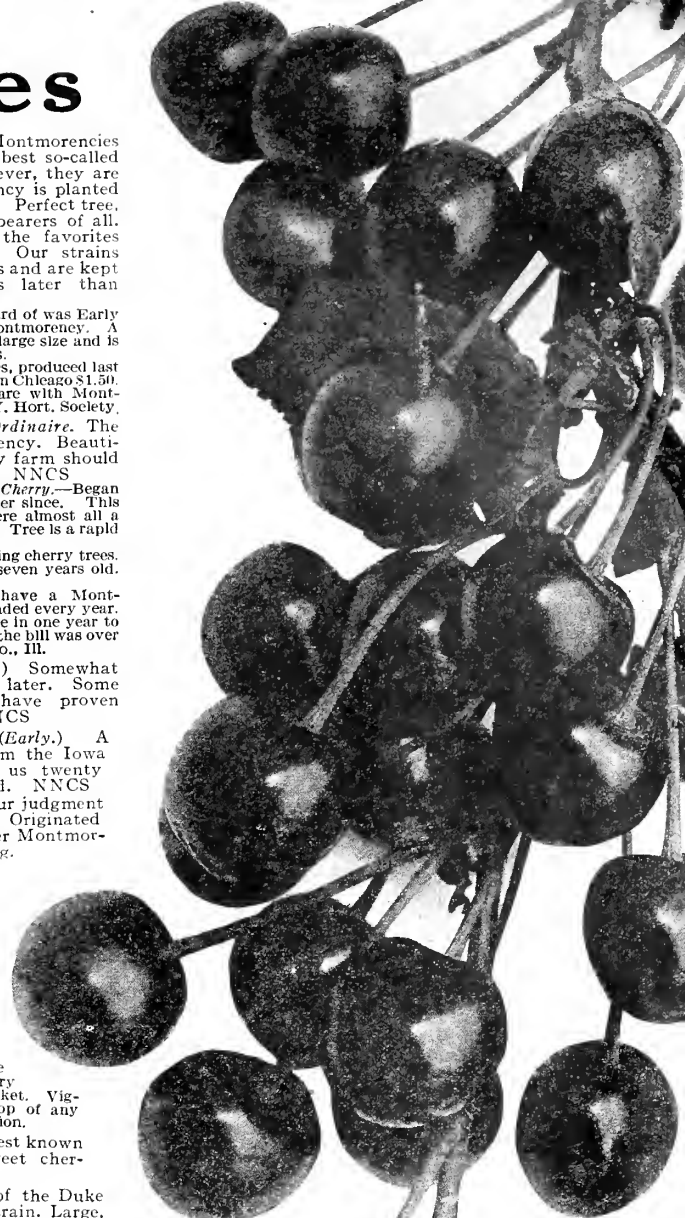 es
Montmorencies
best so-called
ever, they are
ncy is planted
Perfect tree,
bearers of all.
the favorites
Our strains
s and are kept
s later than
rd of was Early
ontmorency. A
large size and is
s.
s, produced last
n Chicago $1.50.
are with Mont-
Y. Hort. Society.
rdinaire. The
ency. Beauti-
y farm should
NNCS
Cherry.—Began
er since. This
ere almost all a
Tree is a rapid
ing cherry trees.
seven years old.
have a Mont-
aded every year.
e in one year to
the bill was over
o., Ill.
) Somewhat
later. Some
have proven
NCS
(Early.) A
m the Iowa
us twenty
d. NNCS
ur judgment
Originated
er Montmor-
g.
e
ry
ket. Vig-
op of any
ion.
est known
eet cher-
of the Duke
train. Large,